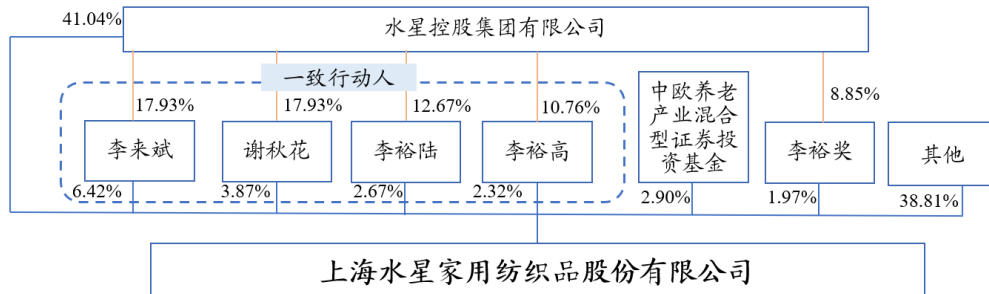 41.04%
水星控股集团有限公司
一致行动人
17.93%
17.93%
12.67%
10.76%
8.85%
李来斌
谢秋花
李裕陆
李裕高
中欧养老
产业混合
型证券投
资基金
李裕奖
其他
6.42%
3.87%
2.67%
2.32%
2.90%
1.97%
38.81%
上海水星家用纺织品股份有限公司